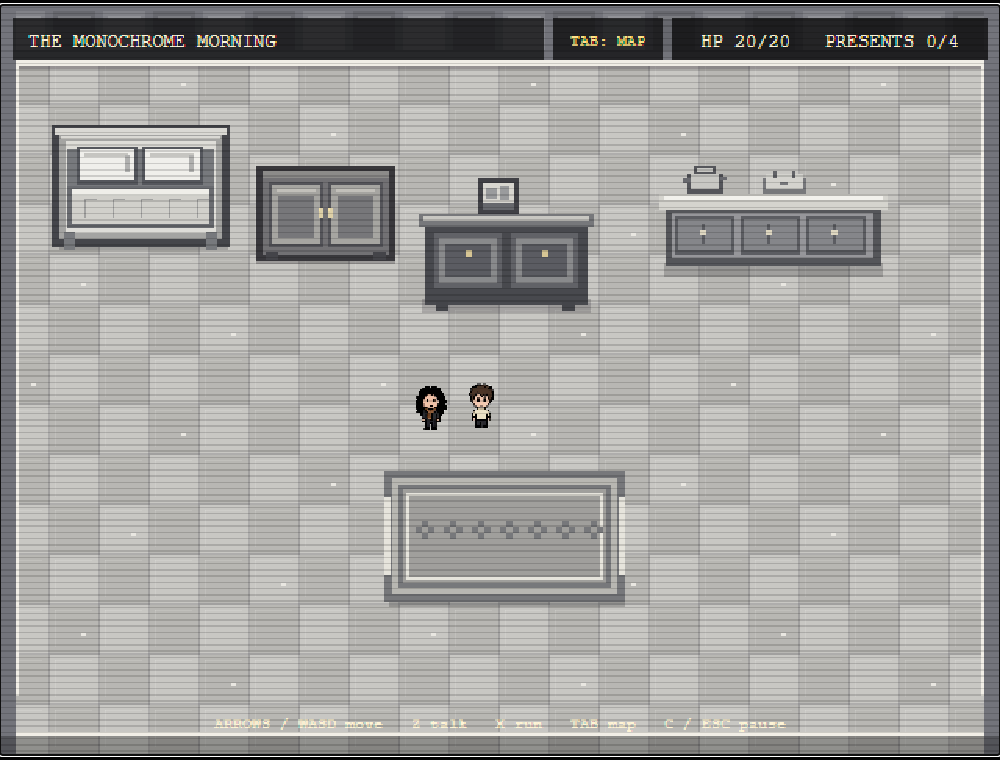 THE MONOCHROME MORNING
TAB: MAP
HP 20/20 PRESENTS 0/4
ARROWS / WASD move Z talk X run TAB map C / ESC pause